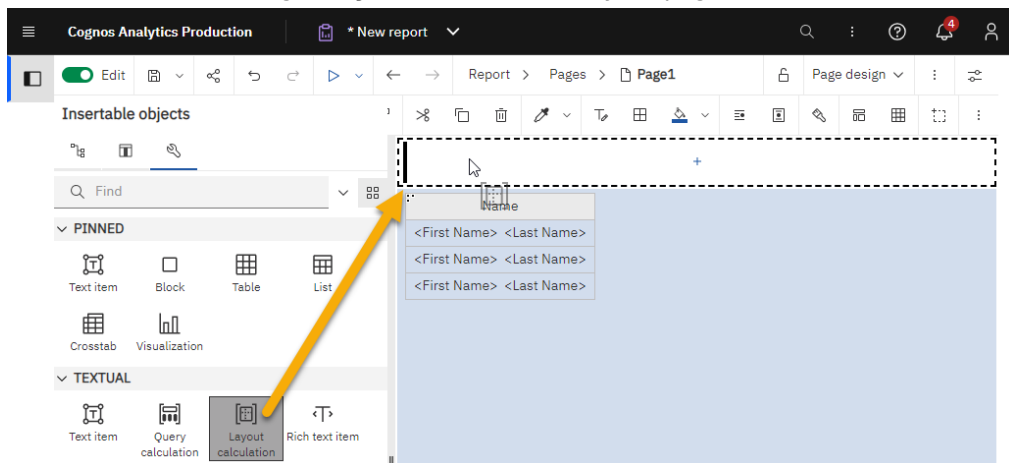 Cognos Analytics Production * New report 4
Edit Report > Pages > Page1 Page design
Insertable objects
Find
PINNED
Text item Block Table List
Crosstab Visualization
TEXTUAL
Text item Query calculation Layout calculation Rich text item
Name
<First Name> <Last Name>
<First Name> <Last Name>
<First Name> <Last Name>